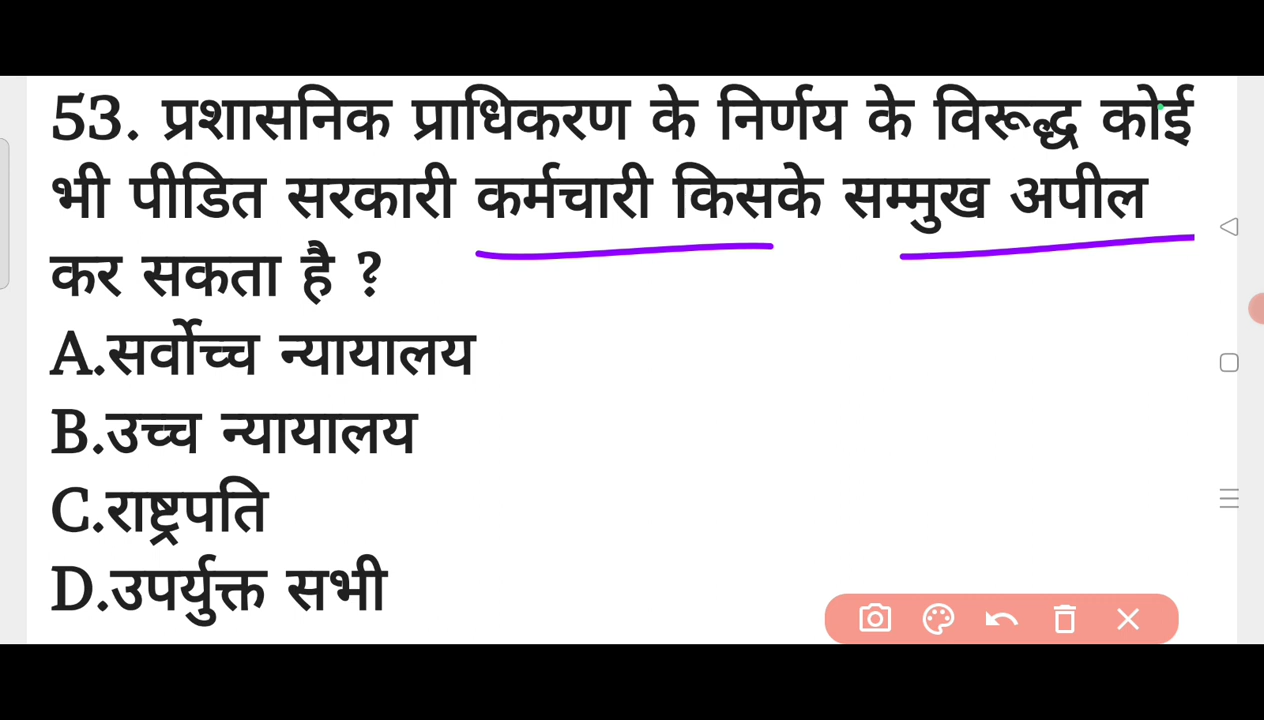 53. प्रशासनिक प्राधिकरण के निर्णय के विरूद्ध कोई
भी पीडित सरकारी कर्मचारी किसके सम्मुख अपील
कर सकता है ?
A.सर्वोच्च न्यायालय
B.उच्च न्यायालय
C.राष्ट्रपति
D.उपर्युक्त सभी